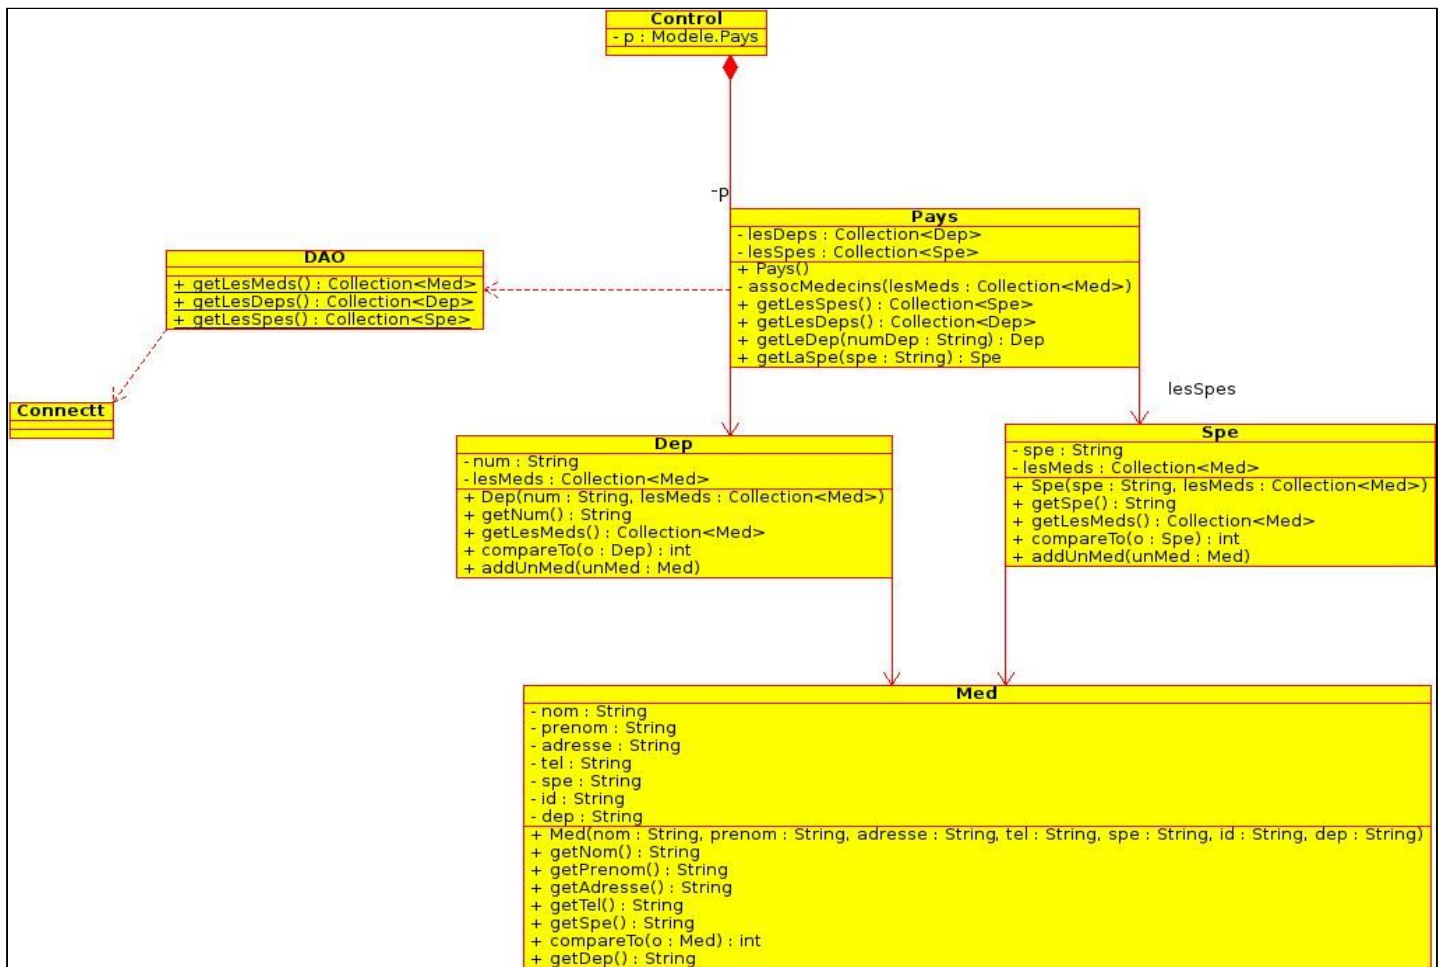 Control
- p : Modele.Pays
-p
Pays
- lesDeps : Collection<Dep>
- lesSpes : Collection<Spe>
+ Pays()
- assocMedecins(lesMeds : Collection<Med>)
+ getLesSpes() : Collection<Spe>
+ getLesDeps() : Collection<Dep>
+ getLeDep(numDep : String) : Dep
+ getLaSpe(spe : String) : Spe
DAO
+ getLesMeds() : Collection<Med>
+ getLesDeps() : Collection<Dep>
+ getLesSpes() : Collection<Spe>
Connectt
lesSpes
Dep
- num : String
- lesMeds : Collection<Med>
+ Dep(num : String, lesMeds : Collection<Med>)
+ getNum() : String
+ getLesMeds() : Collection<Med>
+ compareTo(o : Dep) : int
+ addUnMed(unMed : Med)
Spe
- spe : String
- lesMeds : Collection<Med>
+ Spe(spe : String, lesMeds : Collection<Med>)
+ getSpe() : String
+ getLesMeds() : Collection<Med>
+ compareTo(o : Spe) : int
+ addUnMed(unMed : Med)
Med
- nom : String
- prenom : String
- adresse : String
- tel : String
- spe : String
- id : String
- dep : String
+ Med(nom : String, prenom : String, adresse : String, tel : String, spe : String, id : String, dep : String)
+ getNom() : String
+ getPrenom() : String
+ getAdresse() : String
+ getTel() : String
+ getSpe() : String
+ compareTo(o : Med) : int
+ getDep() : String